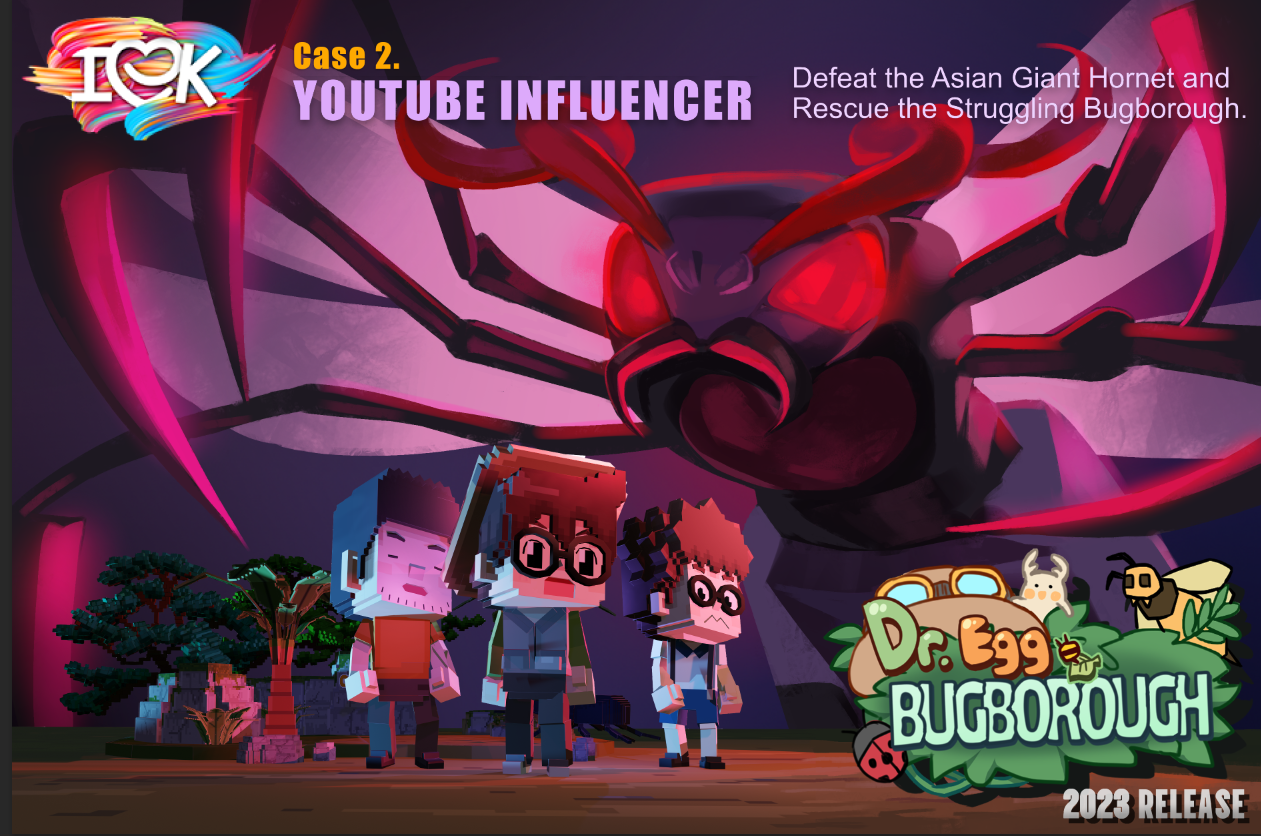 I♡K
Case 2.
YOUTUBE INFLUENCER
Defeat the Asian Giant Hornet and
Rescue the Struggling Bugborough.
Dr. Egg
BUGBOROUGH
2023 RELEASE